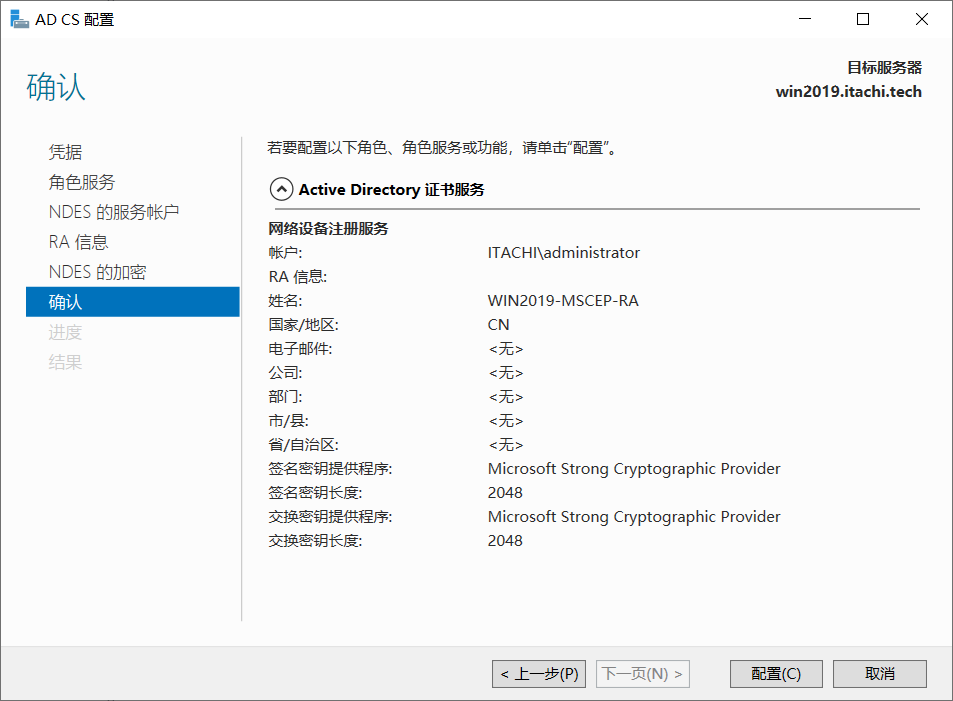 AD CS 配置
确认
目标服务器
win2019.itachi.tech
凭据
角色服务
NDES 的服务帐户
RA 信息
NDES 的加密
确认
进度
结果
若要配置以下角色、角色服务或功能，请单击“配置”。
Active Directory 证书服务
网络设备注册服务
帐户: ITACHI\administrator
RA 信息:
姓名: WIN2019-MSCEP-RA
国家/地区: CN
电子邮件: <无>
公司: <无>
部门: <无>
市/县: <无>
省/自治区: <无>
签名密钥提供程序: Microsoft Strong Cryptographic Provider
签名密钥长度: 2048
交换密钥提供程序: Microsoft Strong Cryptographic Provider
交换密钥长度: 2048
< 上一步(P) 下一页(N) > 配置(C) 取消